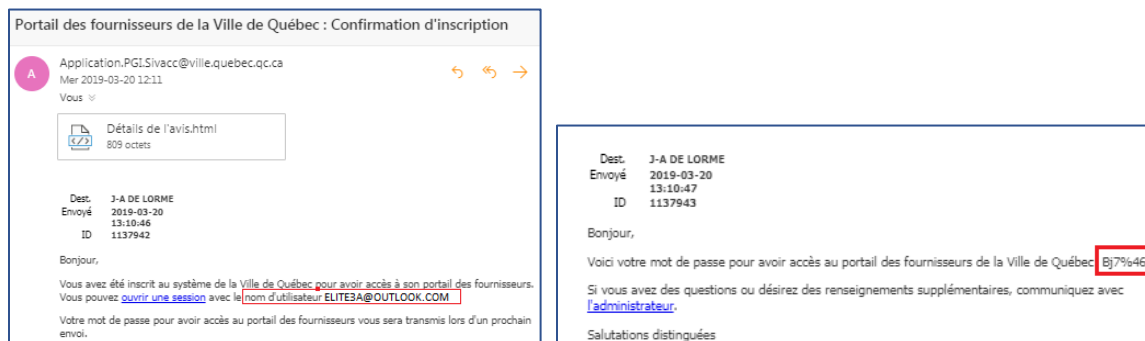 Portail des fournisseurs de la Ville de Québec : Confirmation d'inscription
A
Application.PGI.Sivacc@ville.quebec.qc.ca
Mer 2019-03-20 12:11
Vous
Détails de l'avis.html
809 octets
Dest. J-A DE LORME
Envoyé 2019-03-20
13:10:46
ID 1137942
Bonjour,
Vous avez été inscrit au système de la Ville de Québec pour avoir accès à son portail des fournisseurs.
Vous pouvez ouvrir une session avec le nom d'utilisateur ELITE3A@OUTLOOK.COM
Votre mot de passe pour avoir accès au portail des fournisseurs vous sera transmis lors d'un prochain
envoi.
Dest. J-A DE LORME
Envoyé 2019-03-20
13:10:47
ID 1137943
Bonjour,
Voici votre mot de passe pour avoir accès au portail des fournisseurs de la Ville de Québec Bj7%46
Si vous avez des questions ou désirez des renseignements supplémentaires, communiquez avec
l'administrateur.
Salutations distinguées